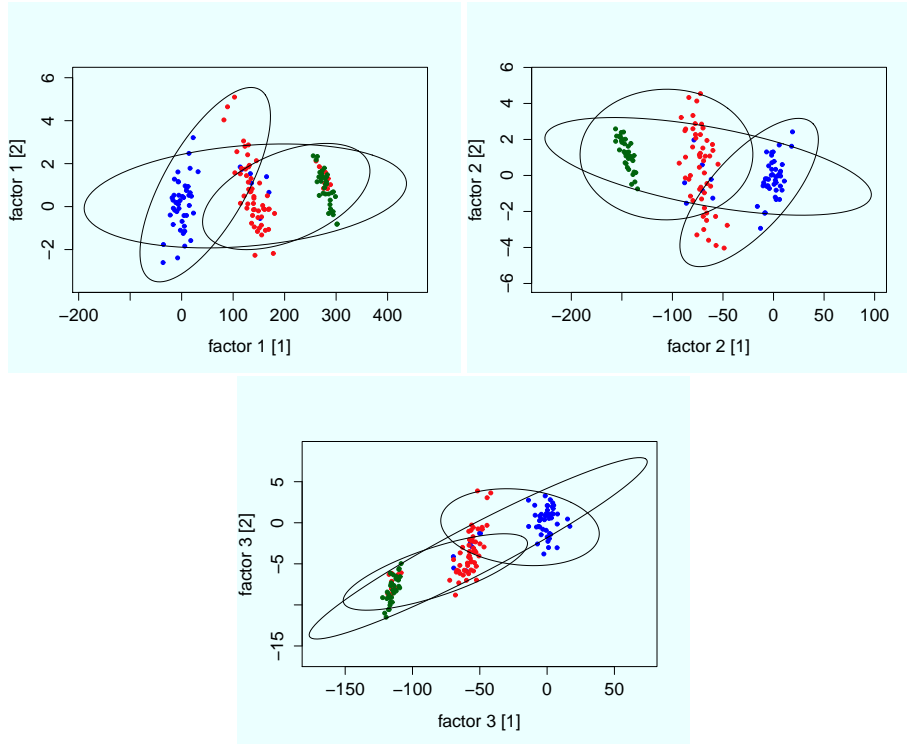 6
4
2
0
−2
factor 1 [2]
−200 0 100 200 300 400
factor 1 [1]
6
4
2
0
−2
−4
−6
factor 2 [2]
−200 −100 −50 0 50 100
factor 2 [1]
5
0
−5
−15
factor 3 [2]
−150 −100 −50 0 50
factor 3 [1]